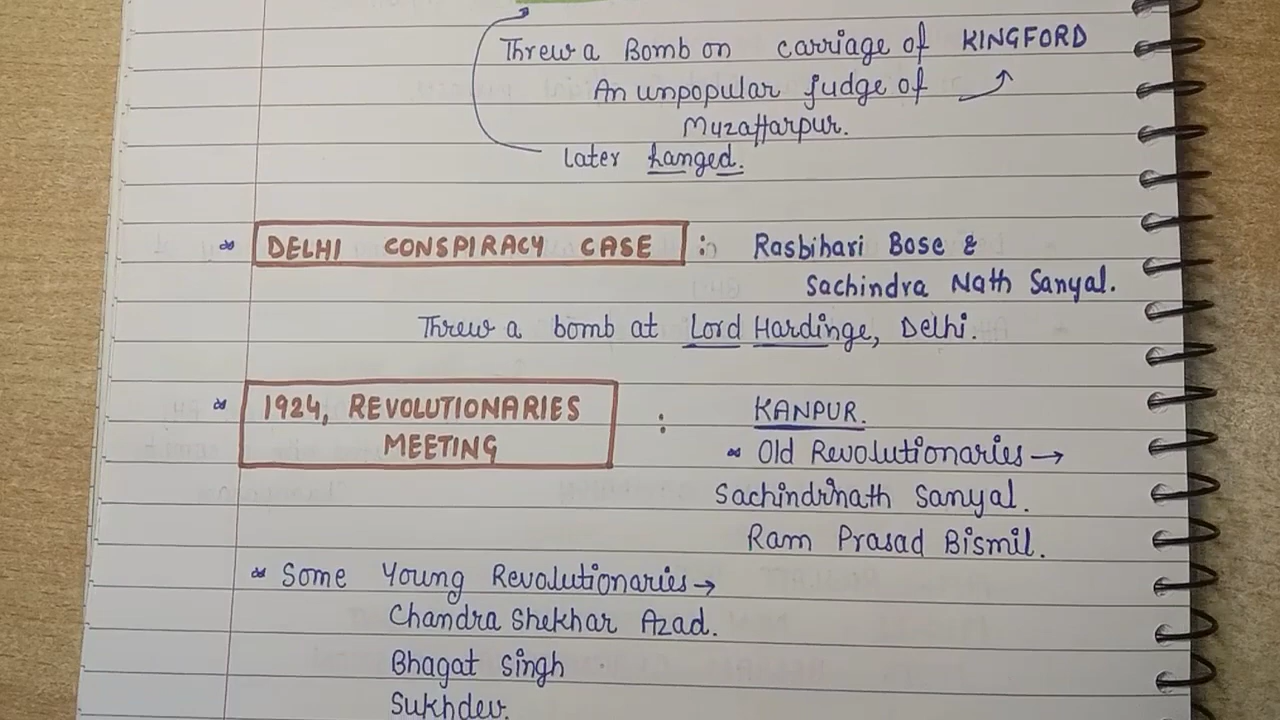 Threw a Bomb on carriage of KINGFORD
An unpopular judge of
Muzaffarpur.
later hanged.
DELHI CONSPIRACY CASE : Rasbihari Bose &
Sachindra Nath Sanyal.
Threw a bomb at Lord Hardinge, Delhi.
1924, REVOLUTIONARIES MEETING : KANPUR.
Old Revolutionaries →
Sachindrinath Sanyal.
Ram Prasad Bismil.
Some Young Revolutionaries →
Chandra Shekhar Azad.
Bhagat Singh
Sukhdev.